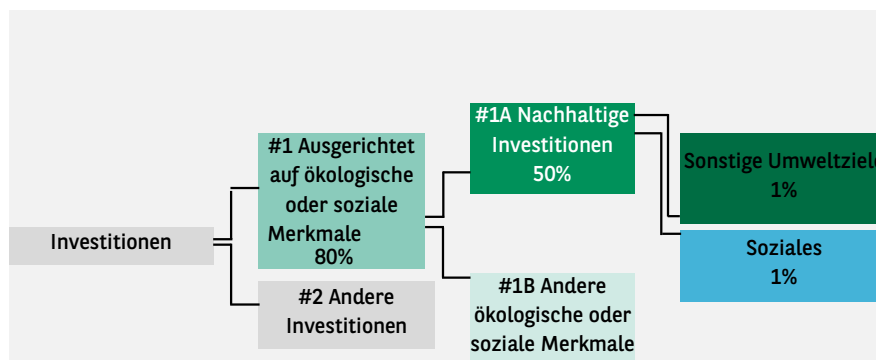 Investitionen
#1 Ausgerichtet
auf ökologische
oder soziale
Merkmale
80%
#2 Andere
Investitionen
#1A Nachhaltige
Investitionen
50%
#1B Andere
ökologische oder
soziale Merkmale
Sonstige Umweltziele
1%
Soziales
1%